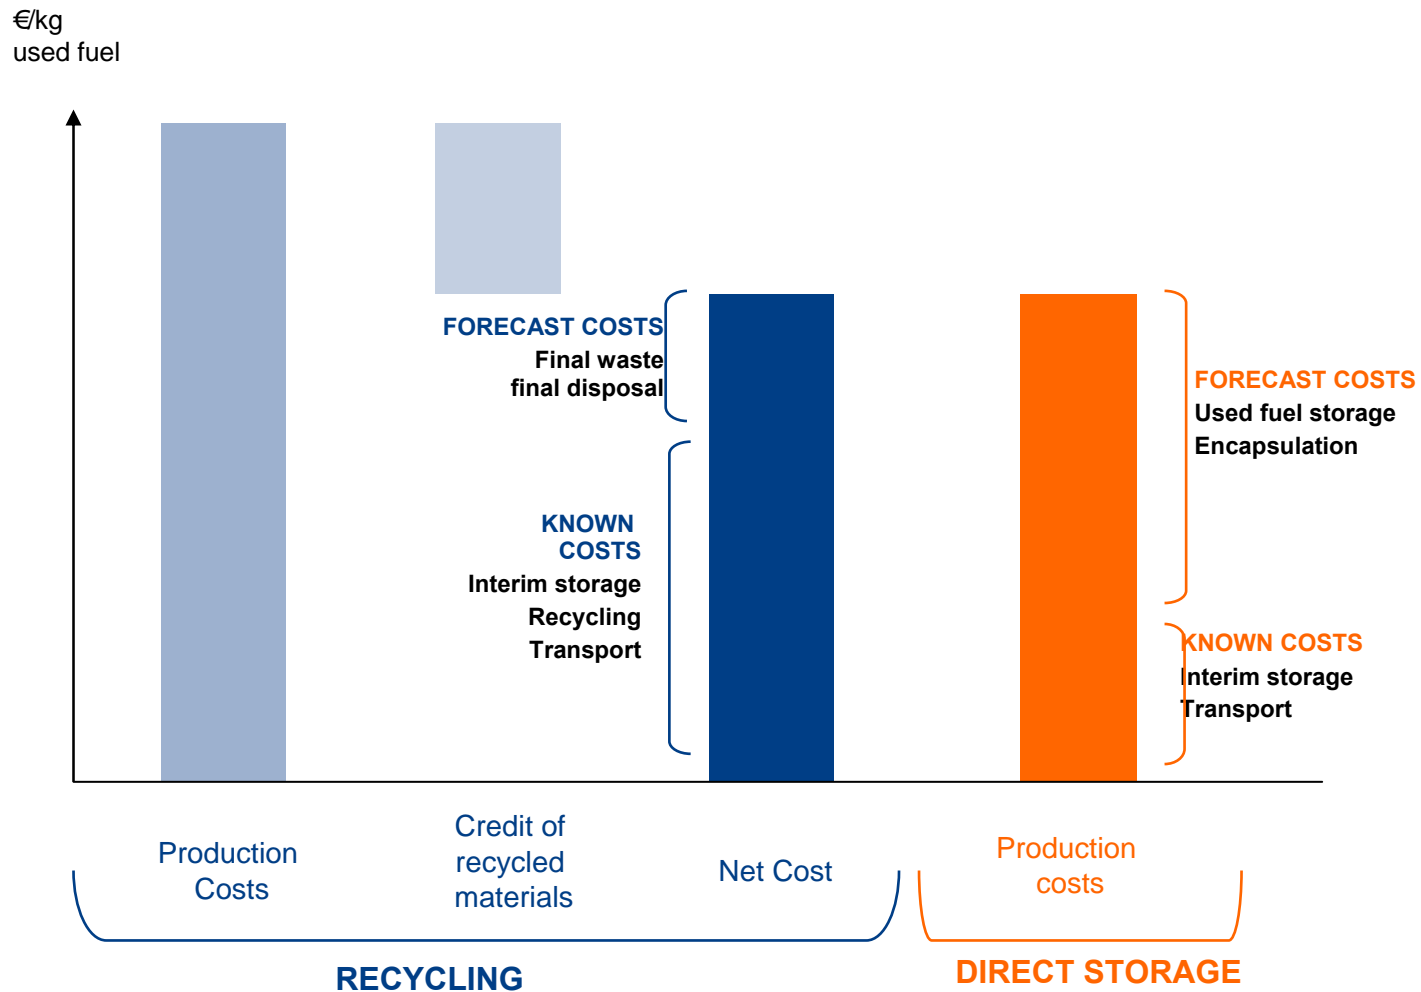 €/kg
used fuel
FORECAST COSTS
Final waste
final disposal
KNOWN
COSTS
Interim storage
Recycling
Transport
FORECAST COSTS
Used fuel storage
Encapsulation
KNOWN COSTS
Interim storage
Transport
Production
Costs
Credit of
recycled
materials
Net Cost
Production
costs
RECYCLING
DIRECT STORAGE